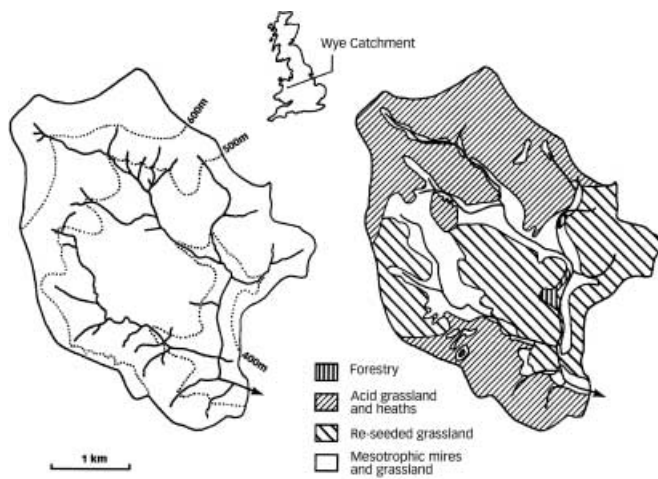 Wye Catchment
600m
500m
400m
Forestry
Acid grassland
and heaths
Re-seeded grassland
Mesotrophic mires
and grassland
1 km